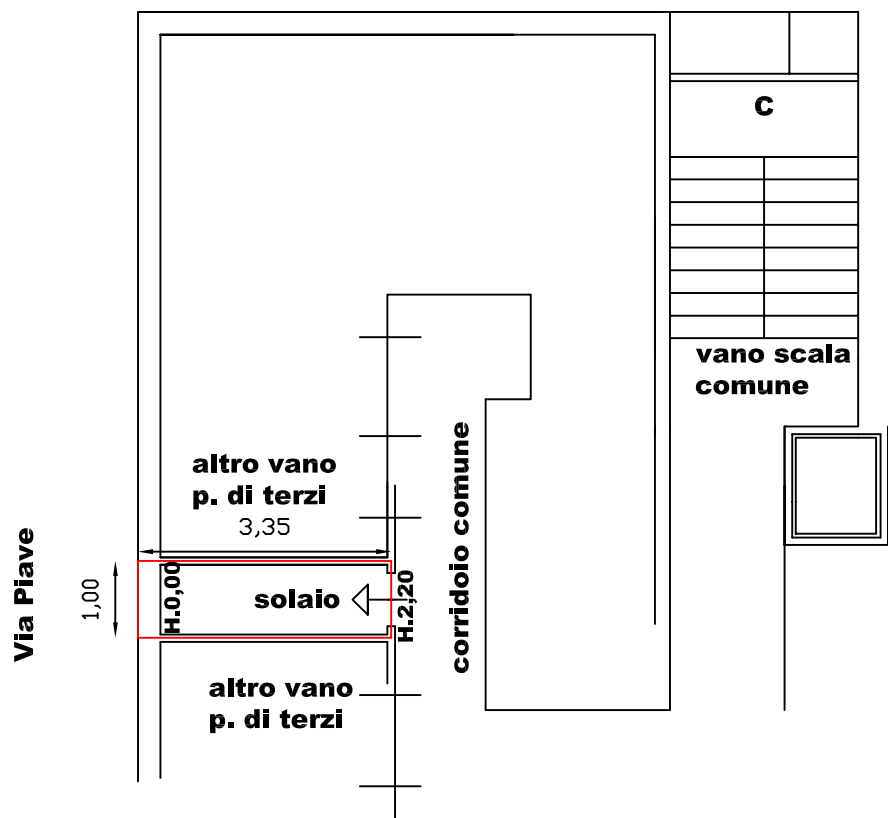 C
vano scala
comune
altro vano
p. di terzi
3,35
corridoio comune
Via Piave
1,00
H.0,00
solaio
H.2,20
altro vano
p. di terzi